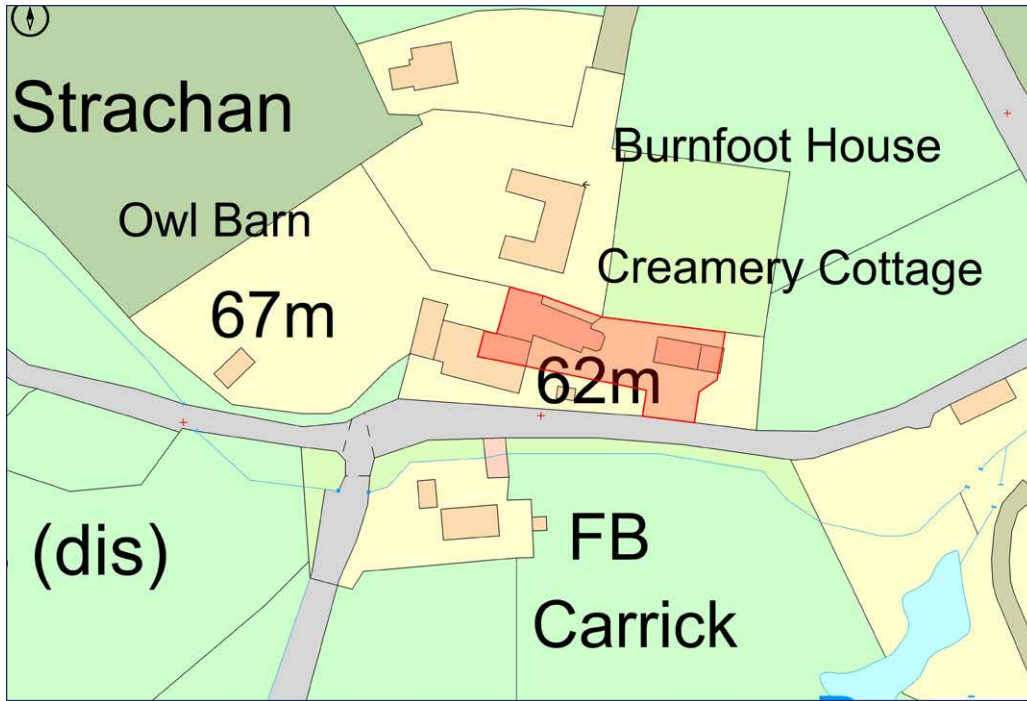 Strachan
Burnfoot House
Owl Barn
Creamery Cottage
67m
62m
(dis)
FB
Carrick